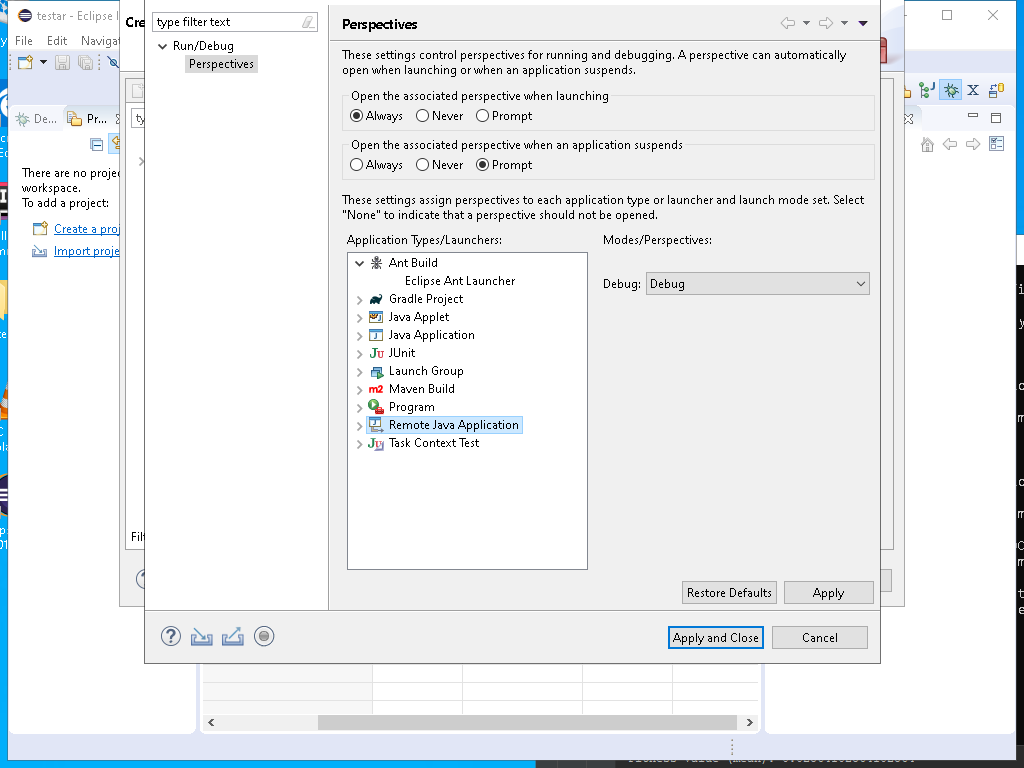 testar - Eclipse I
File Edit Navigat
De...
Pr...
There are no proje
workspace.
To add a project:
Create a proj
Import proje
Cre
ty
Filt
type filter text
Run/Debug
Perspectives
Perspectives
These settings control perspectives for running and debugging. A perspective can automatically
open when launching or when an application suspends.
Open the associated perspective when launching
Always Never Prompt
Open the associated perspective when an application suspends
Always Never Prompt
These settings assign perspectives to each application type or launcher and launch mode set. Select
"None" to indicate that a perspective should not be opened.
Application Types/Launchers:
Modes/Perspectives:
Ant Build
Eclipse Ant Launcher
Gradle Project
Java Applet
Java Application
JUnit
Launch Group
Maven Build
Program
Remote Java Application
Task Context Test
Debug: Debug
Restore Defaults
Apply
Apply and Close
Cancel